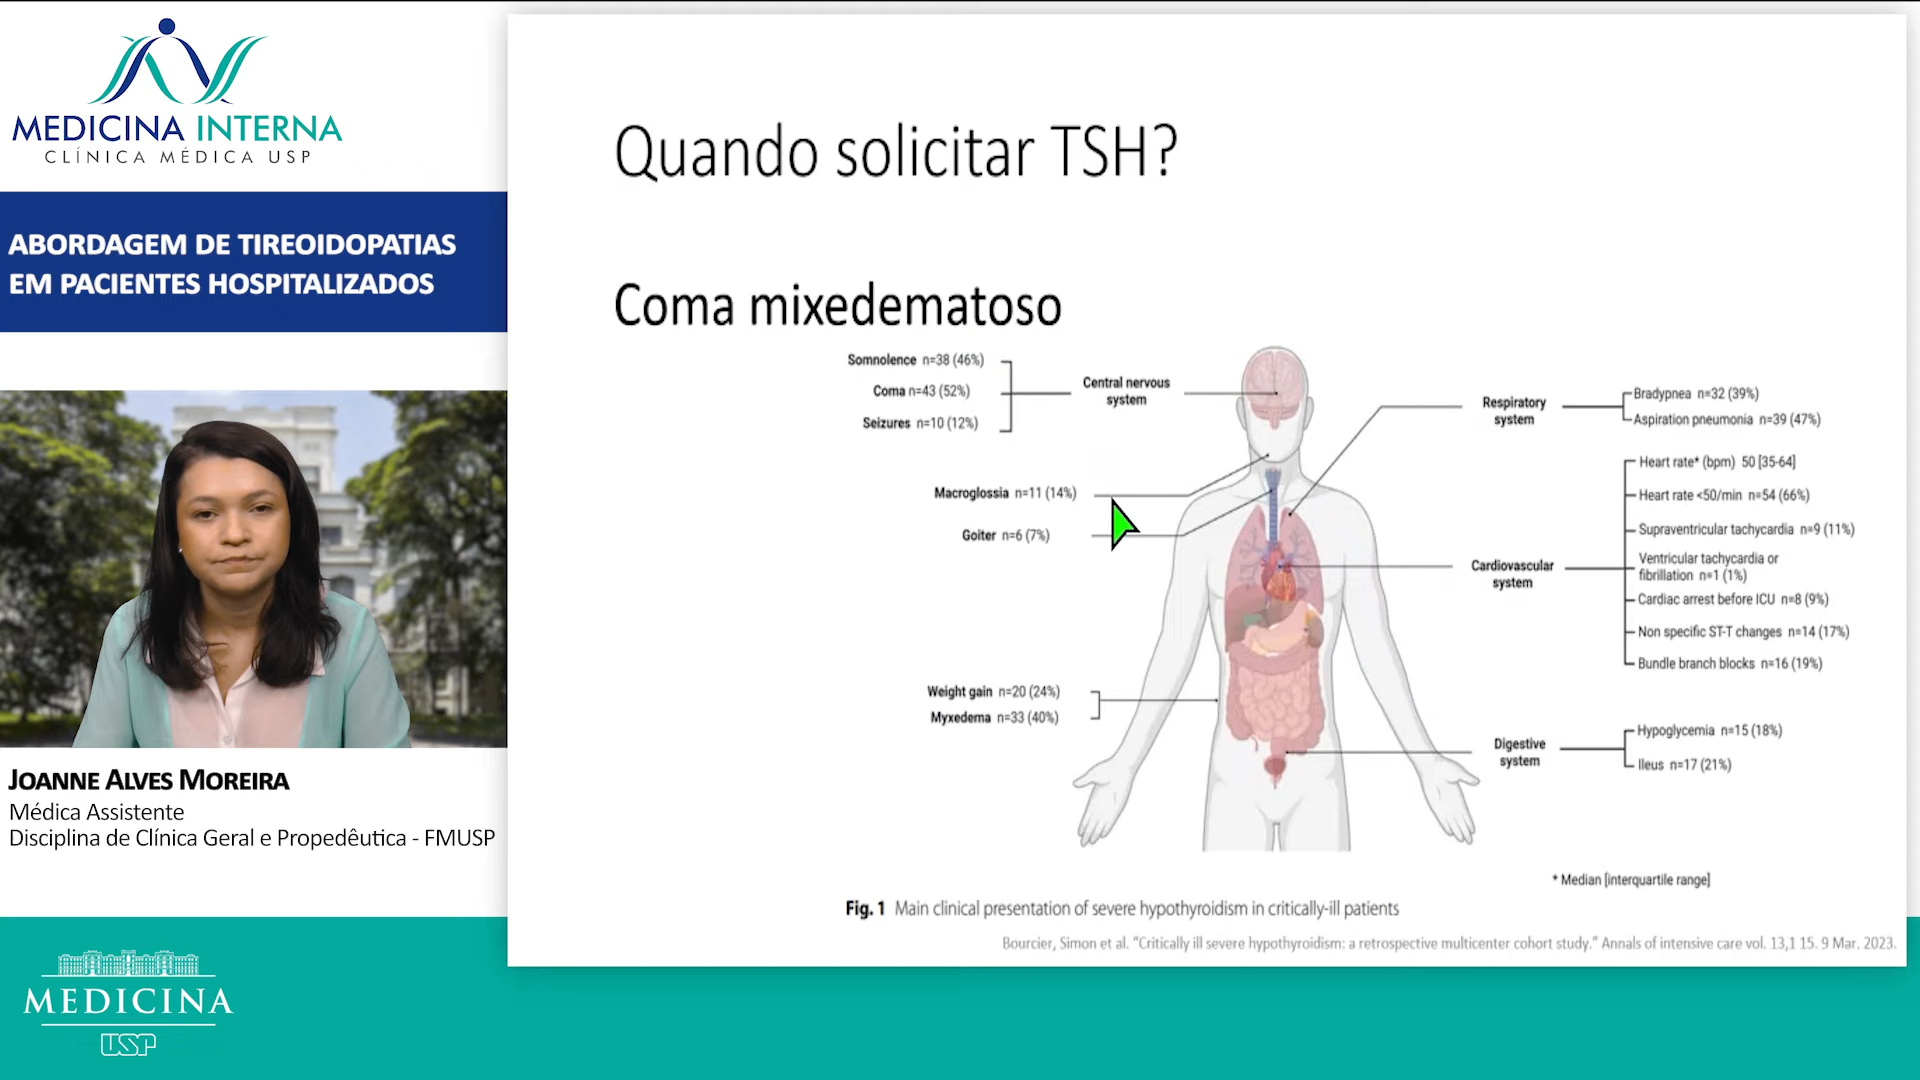 MEDICINA INTERNA
CLÍNICA MÉDICA USP
ABORDAGEM DE TIREOIDOPATIAS
EM PACIENTES HOSPITALIZADOS
JOANNE ALVES MOREIRA
Médica Assistente
Disciplina de Clínica Geral e Propedêutica - FMUSP
MEDICINA
USP
Quando solicitar TSH?
Coma mixedematoso
Somnolence n=38 (46%)
Coma n=43 (52%)
Seizures n=10 (12%)
Central nervous
system
Macroglossia n=11 (14%)
Goiter n=6 (7%)
Weight gain n=20 (24%)
Myxedema n=33 (40%)
Respiratory
system
Bradypnea n=32 (39%)
Aspiration pneumonia n=39 (47%)
Cardiovascular
system
Heart rate* (bpm) 50 [35-64]
Heart rate <50/min n=54 (66%)
Supraventricular tachycardia n=9 (11%)
Ventricular tachycardia or
fibrillation n=1 (1%)
Cardiac arrest before ICU n=8 (9%)
Non specific ST-T changes n=14 (17%)
Bundle branch blocks n=16 (19%)
Digestive
system
Hypoglycemia n=15 (18%)
Ileus n=17 (21%)
* Median [interquartile range]
Fig. 1 Main clinical presentation of severe hypothyroidism in critically-ill patients
Bourcier, Simon et al. “Critically ill severe hypothyroidism: a retrospective multicenter cohort study.” Annals of intensive care vol. 13,1 15. 9 Mar. 2023.